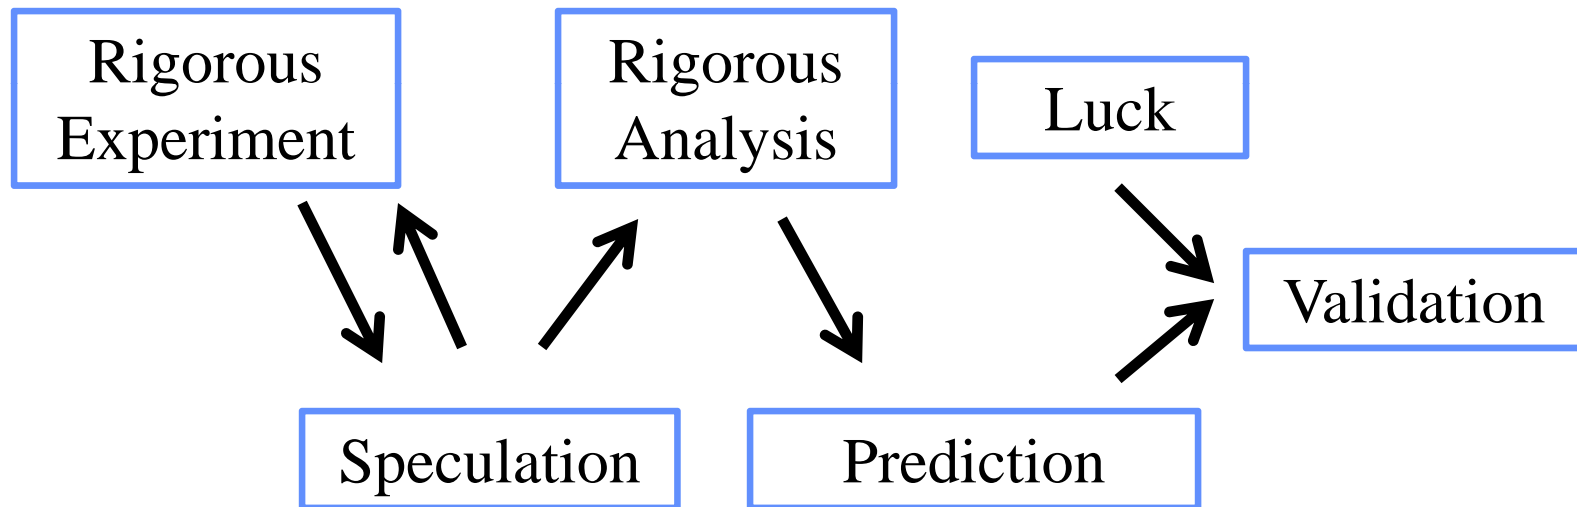 Rigorous
Experiment
Rigorous
Analysis
Luck
Validation
Speculation
Prediction